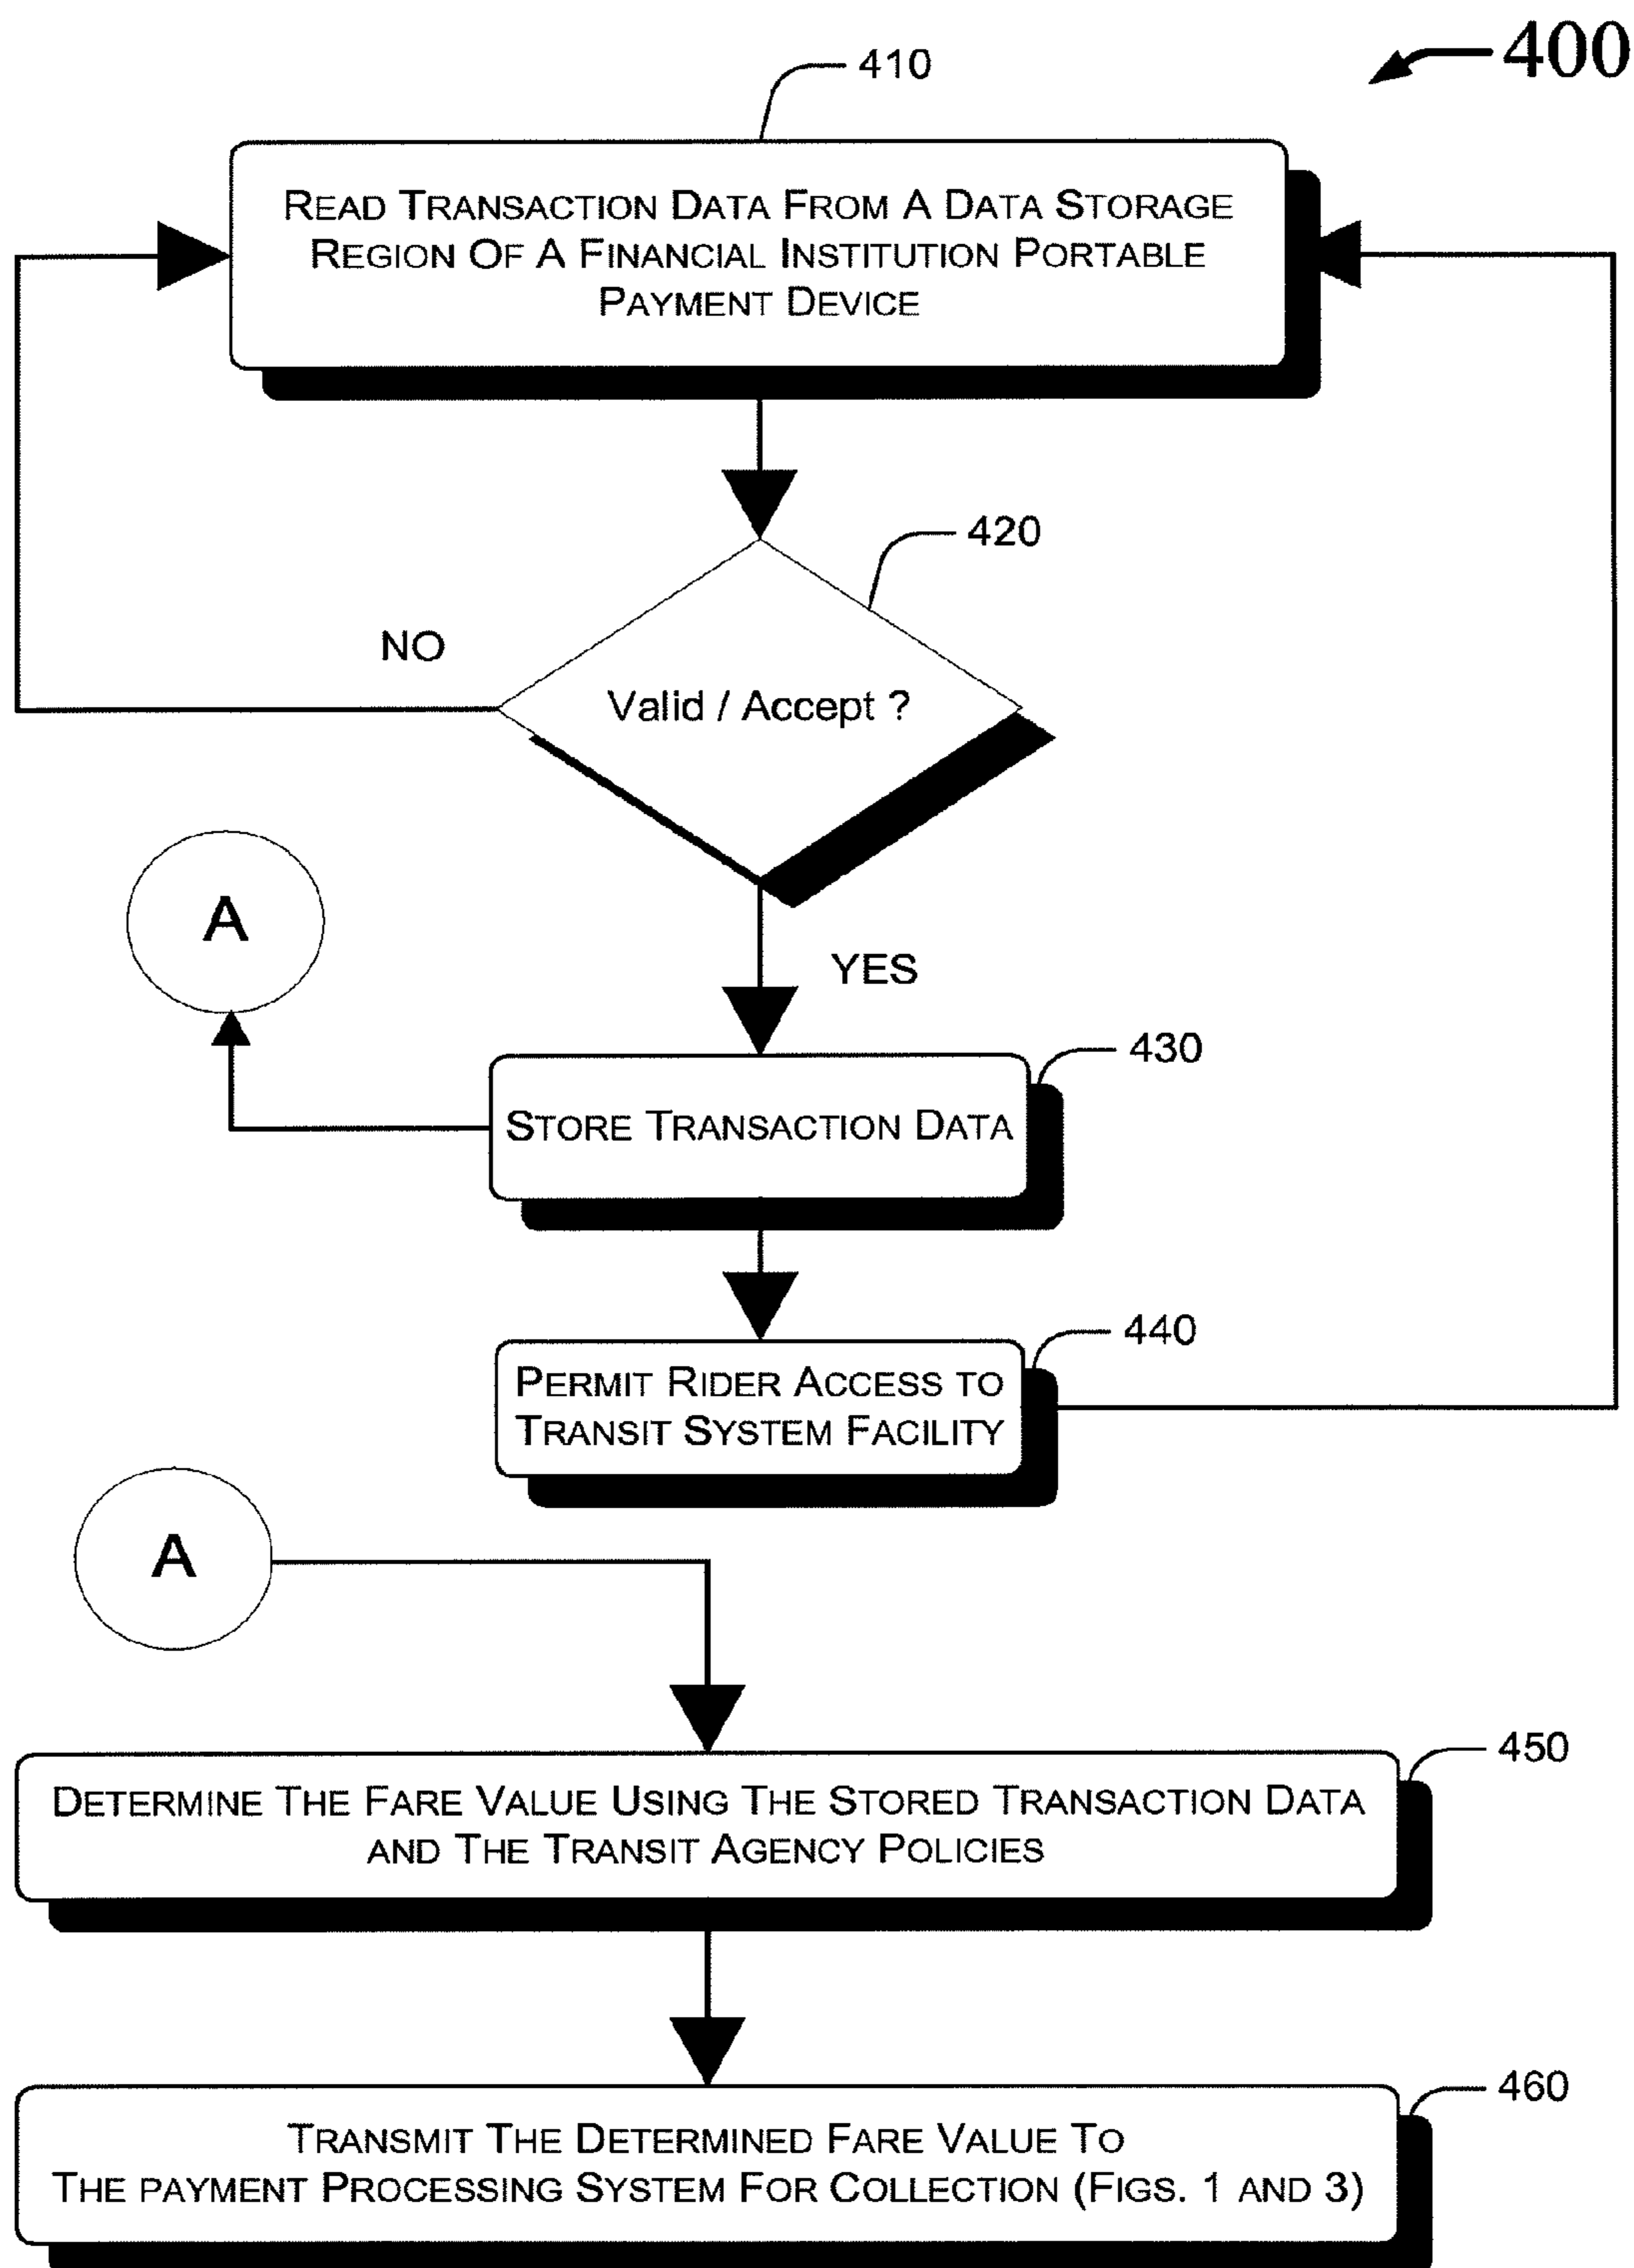 400
410
READ TRANSACTION DATA FROM A DATA STORAGE
REGION OF A FINANCIAL INSTITUTION PORTABLE
PAYMENT DEVICE
420
NO
Valid / Accept ?
A
YES
430
STORE TRANSACTION DATA
440
PERMIT RIDER ACCESS TO
TRANSIT SYSTEM FACILITY
A
450
DETERMINE THE FARE VALUE USING THE STORED TRANSACTION DATA
AND THE TRANSIT AGENCY POLICIES
460
TRANSMIT THE DETERMINED FARE VALUE TO
THE PAYMENT PROCESSING SYSTEM FOR COLLECTION (FIGS. 1 AND 3)